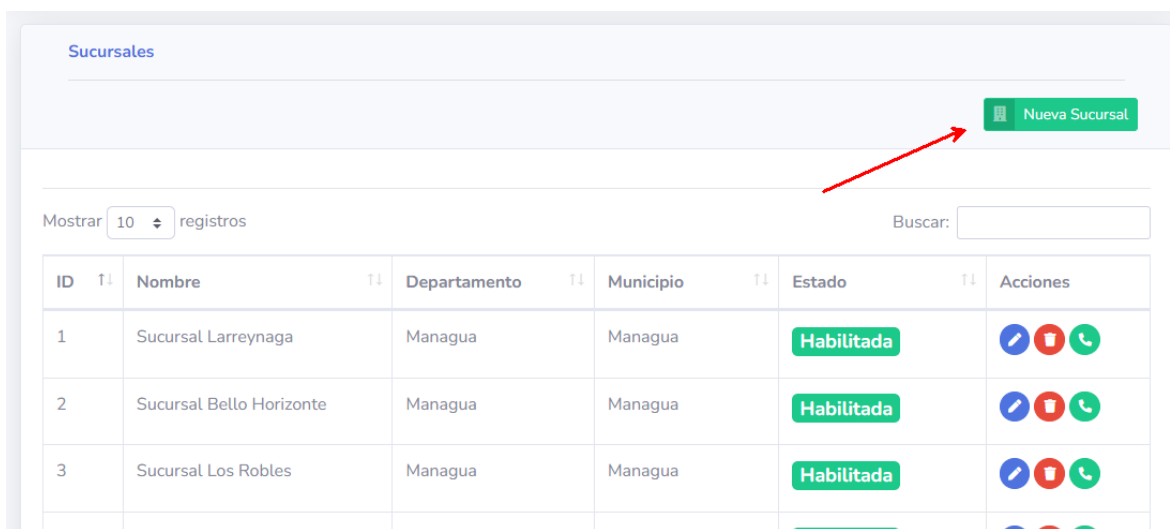 Sucursales
Nueva Sucursal
Mostrar 10 registros
Buscar:
ID Nombre Departamento Municipio Estado Acciones
1 Sucursal Larreynaga Managua Managua Habilitada
2 Sucursal Bello Horizonte Managua Managua Habilitada
3 Sucursal Los Robles Managua Managua Habilitada